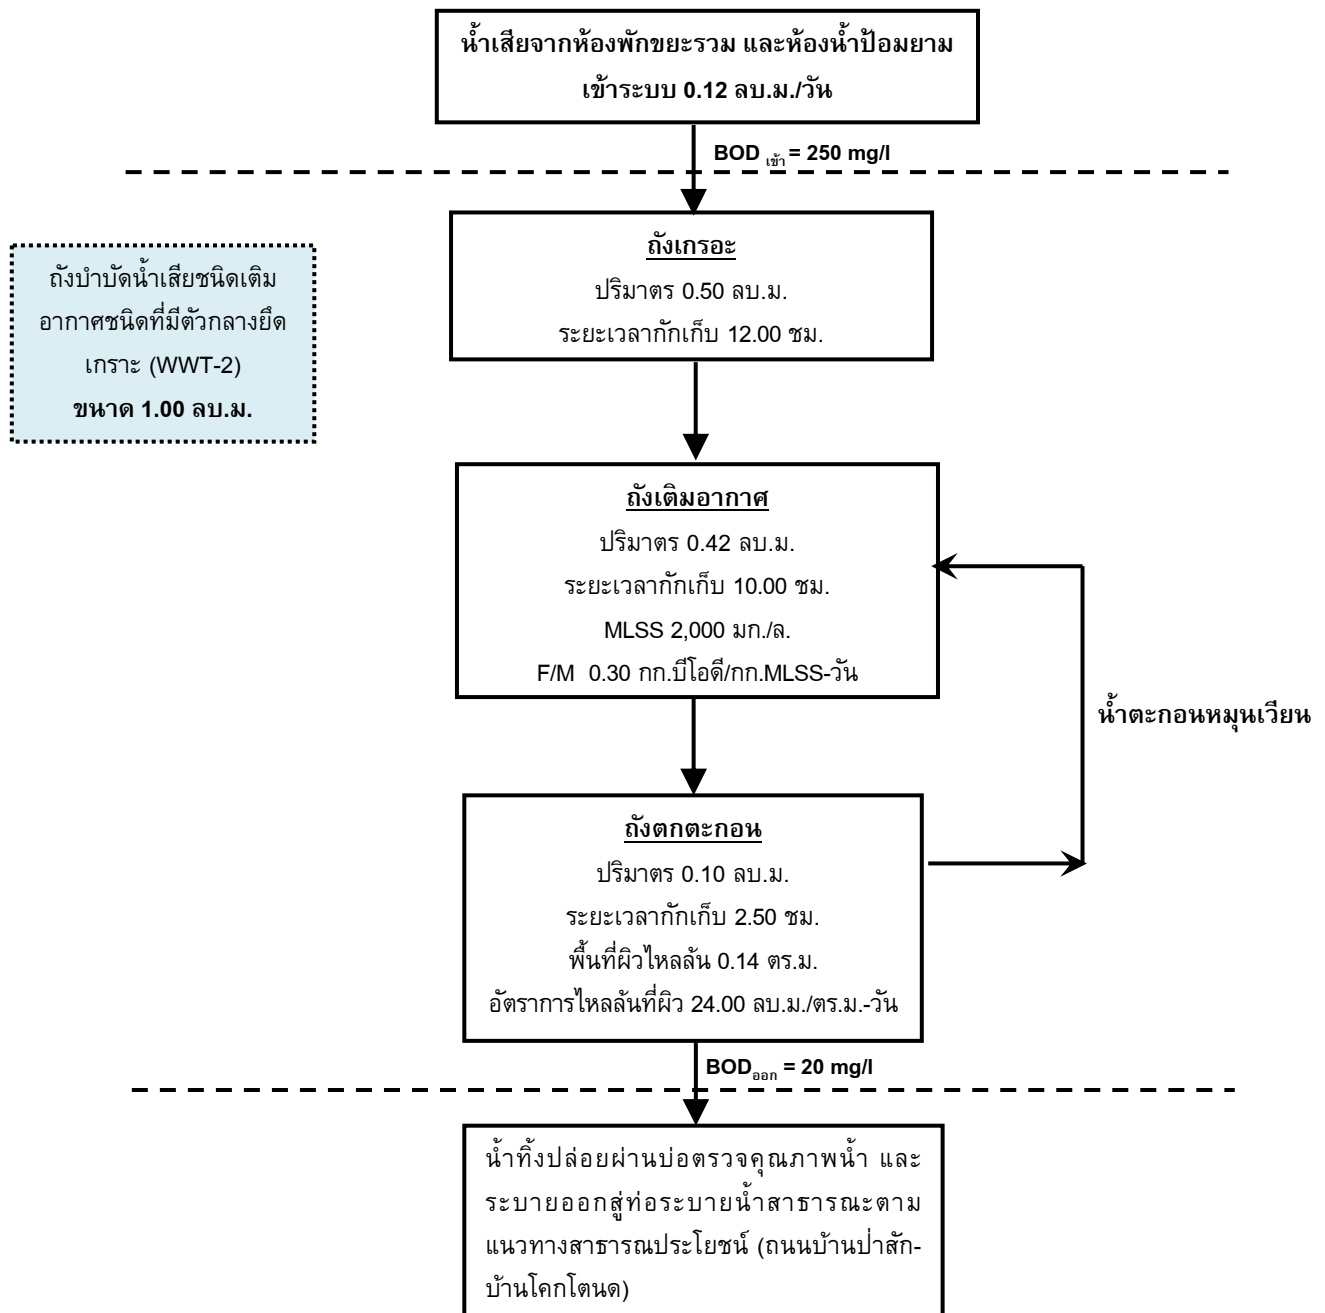 น้ำเสียจากห้องพักขยะรวม และห้องน้ำป้อมยาม
เข้าระบบ 0.12 ลบ.ม./วัน
BOD เข้า = 250 mg/l
ถังเกรอะ
ปริมาตร 0.50 ลบ.ม.
ระยะเวลากักเก็บ 12.00 ชม.
ถังบำบัดน้ำเสียชนิดเติม
อากาศชนิดที่มีตัวกลางยึด
เกราะ (WWT-2)
ขนาด 1.00 ลบ.ม.
ถังเติมอากาศ
ปริมาตร 0.42 ลบ.ม.
ระยะเวลากักเก็บ 10.00 ชม.
MLSS 2,000 มก./ล.
F/M 0.30 กก.บีโอดี/กก.MLSS-วัน
น้ำตะกอนหมุนเวียน
ถังตกตะกอน
ปริมาตร 0.10 ลบ.ม.
ระยะเวลากักเก็บ 2.50 ชม.
พื้นที่ผิวไหลล้น 0.14 ตร.ม.
อัตราการไหลล้นที่ผิว 24.00 ลบ.ม./ตร.ม.-วัน
BODออก = 20 mg/l
น้ำทิ้งปล่อยผ่านบ่อตรวจคุณภาพน้ำ และ
ระบายออกสู่ท่อระบายน้ำสาธารณะตาม
แนวทางสาธารณประโยชน์ (ถนนบ้านป่าสัก-
บ้านโคกโตนด)